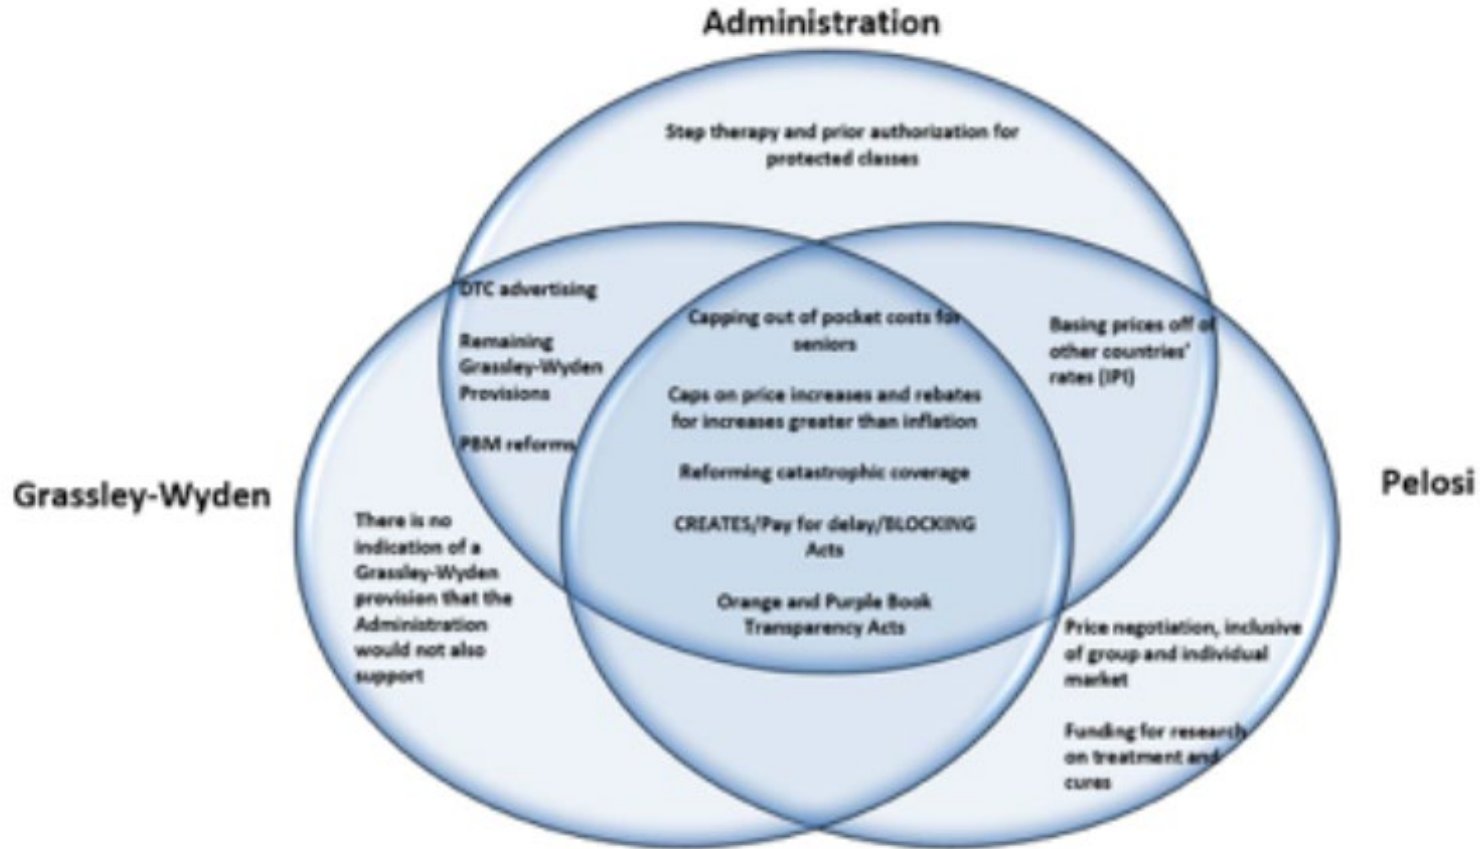 Administration
Step therapy and prior authorization for
protected classes
DTC advertising
Remaining
Grassley-Wyden
Provisions
PBM reforms
Capping out of pocket costs for
seniors
Caps on price increases and rebates
for increases greater than inflation
Reforming catastrophic coverage
CREATES/Pay for delay/BLOCKING
Acts
Orange and Purple Book
Transparency Acts
Basing prices off of
other countries'
rates (IPI)
Grassley-Wyden
Pelosi
There is no
indication of a
Grassley-Wyden
provision that the
Administration
would not also
support
Price negotiation, inclusive
of group and individual
market
Funding for research
on treatment and
cures